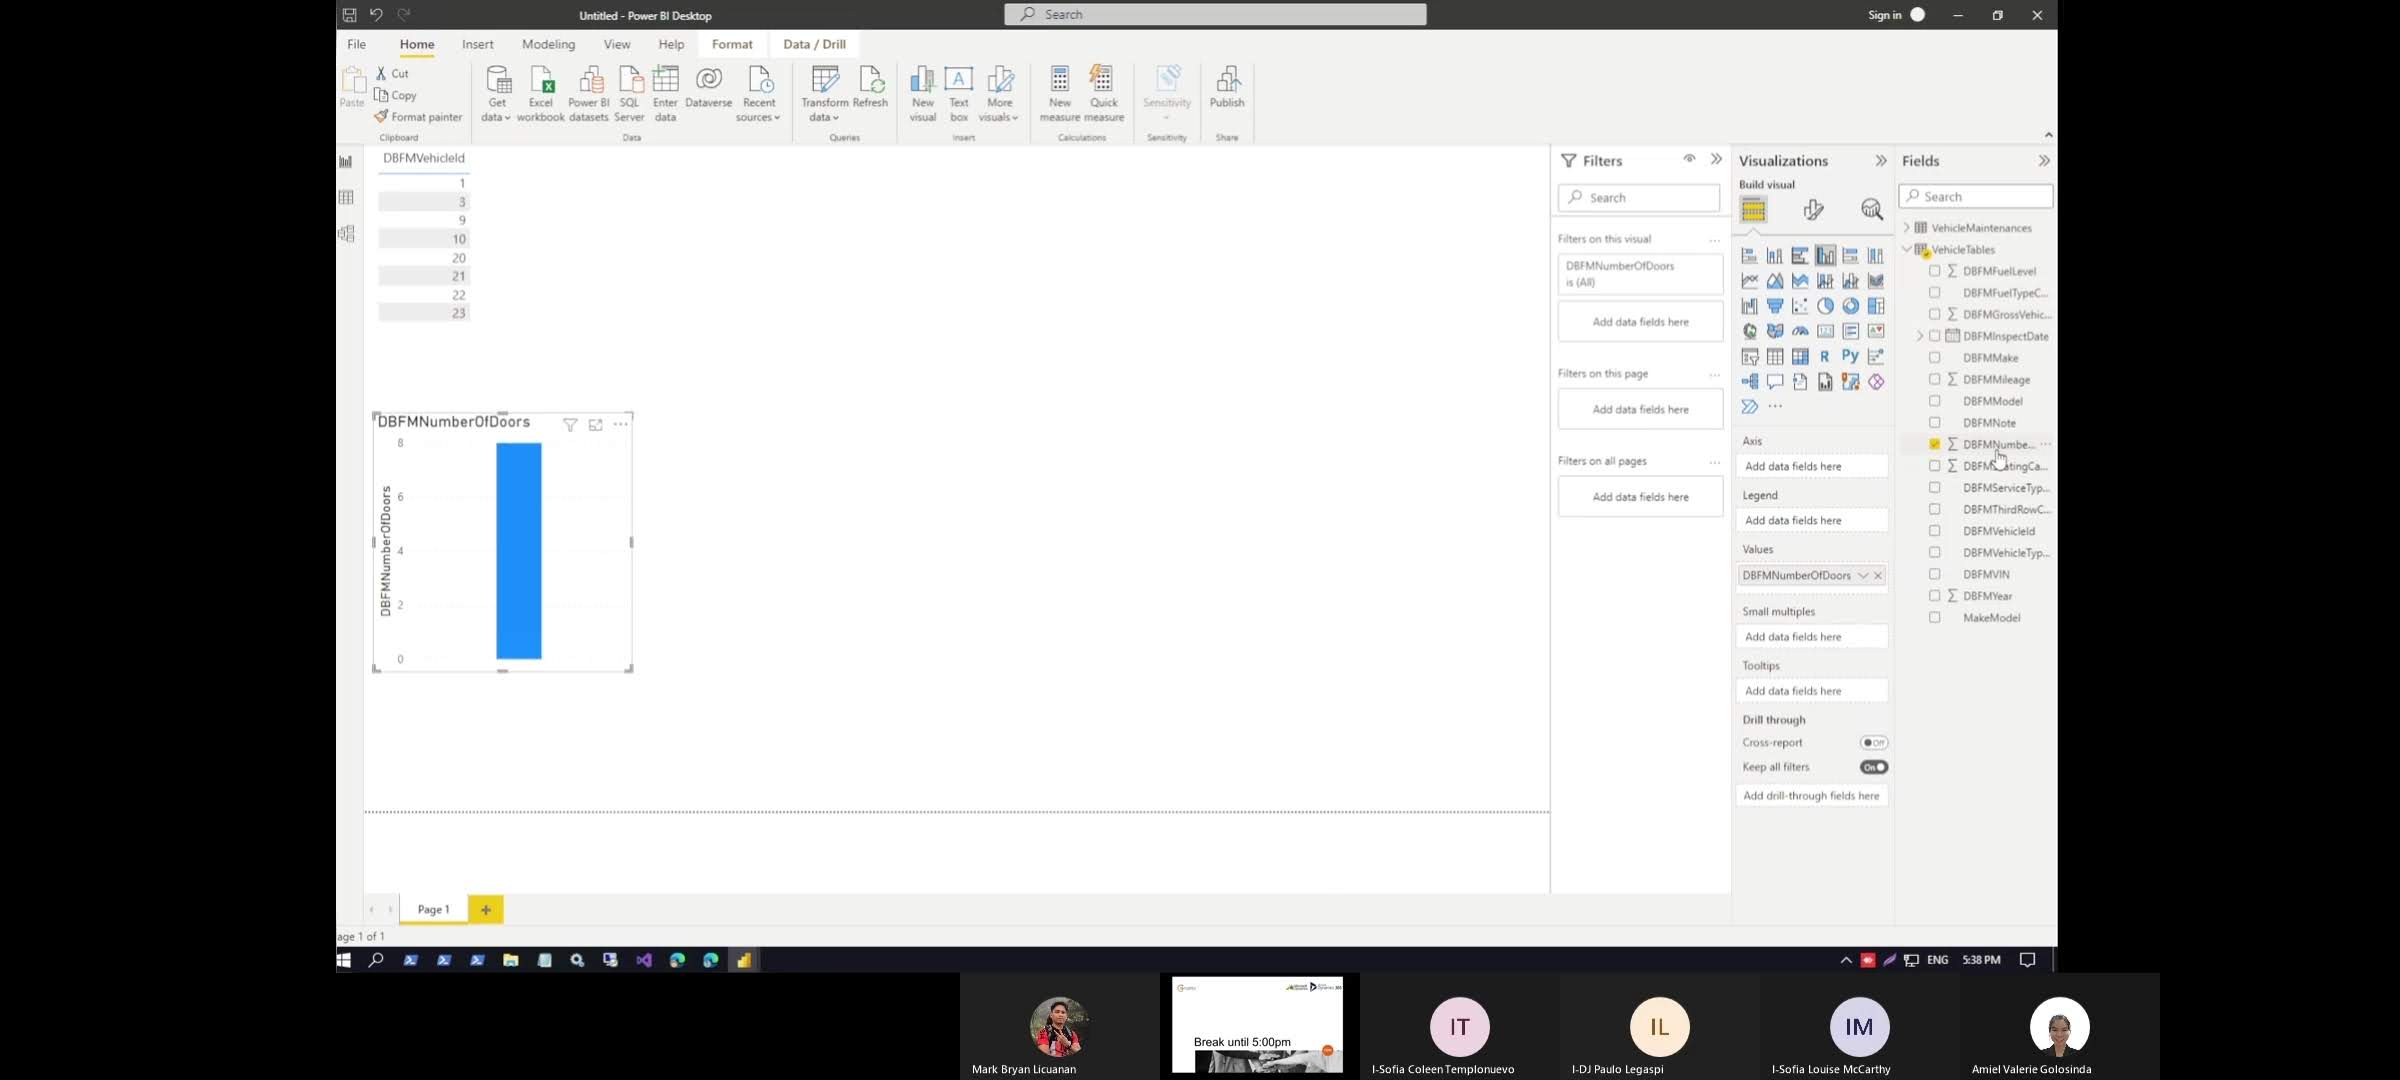 Untitled - Power BI Desktop
Search
Sign in
File
Home
Insert
Modeling
View
Help
Format
Data / Drill
Paste
Cut
Copy
Format painter
Clipboard
Get data
Excel workbook
Power BI datasets
SQL Server
Enter data
Dataverse
Recent sources
Data
Transform data
Refresh
Queries
New visual
Text box
More visuals
Insert
New measure
Quick measure
Calculations
Sensitivity
Sensitivity
Publish
Share
DBFMVehicleId
1
3
9
10
20
21
22
23
DBFMNumberOfDoors
DBFMNumberOfDoors
8
6
4
2
0
Filters
Search
Filters on this visual
DBFMNumberOfDoors
is (All)
Add data fields here
Filters on this page
Add data fields here
Filters on all pages
Add data fields here
Visualizations
Build visual
R
Py
Axis
Add data fields here
Legend
Add data fields here
Values
DBFMNumberOfDoors
Small multiples
Add data fields here
Tooltips
Add data fields here
Drill through
Cross-report
Off
Keep all filters
On
Add drill-through fields here
Fields
Search
VehicleMaintenances
VehicleTables
DBFMFuelLevel
DBFMFuelTypeC...
DBFMGrossVehic...
DBFMInspectDate
DBFMMake
DBFMMileage
DBFMModel
DBFMNote
DBFMNumbe...
DBFMServiceTyp...
DBFMThirdRowC...
DBFMVehicleId
DBFMVehicleTyp...
DBFMVIN
DBFMYear
MakeModel
Page 1
age 1 of 1
ENG
5:38 PM
Mark Bryan Licuanan
Break until 5:00pm
IT
I-Sofia Coleen Templonuevo
IL
I-DJ Paulo Legaspi
IM
I-Sofia Louise McCarthy
Amiel Valerie Golosinda